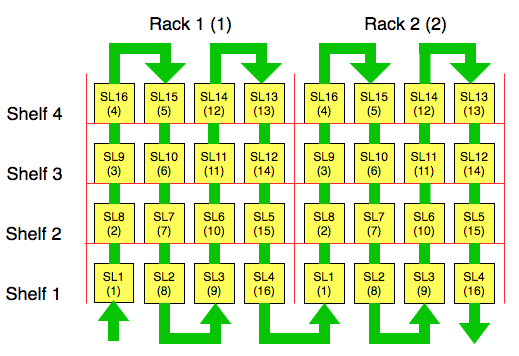 Rack 1 (1) Rack 2 (2)
Shelf 4 SL16 SL15 SL14 SL13 SL16 SL15 SL14 SL13
(4) (5) (12) (13) (4) (5) (12) (13)
Shelf 3 SL9 SL10 SL11 SL12 SL9 SL10 SL11 SL12
(3) (6) (11) (14) (3) (6) (11) (14)
Shelf 2 SL8 SL7 SL6 SL5 SL8 SL7 SL6 SL5
(2) (7) (10) (15) (2) (7) (10) (15)
Shelf 1 SL1 SL2 SL3 SL4 SL1 SL2 SL3 SL4
(1) (8) (9) (16) (1) (8) (9) (16)